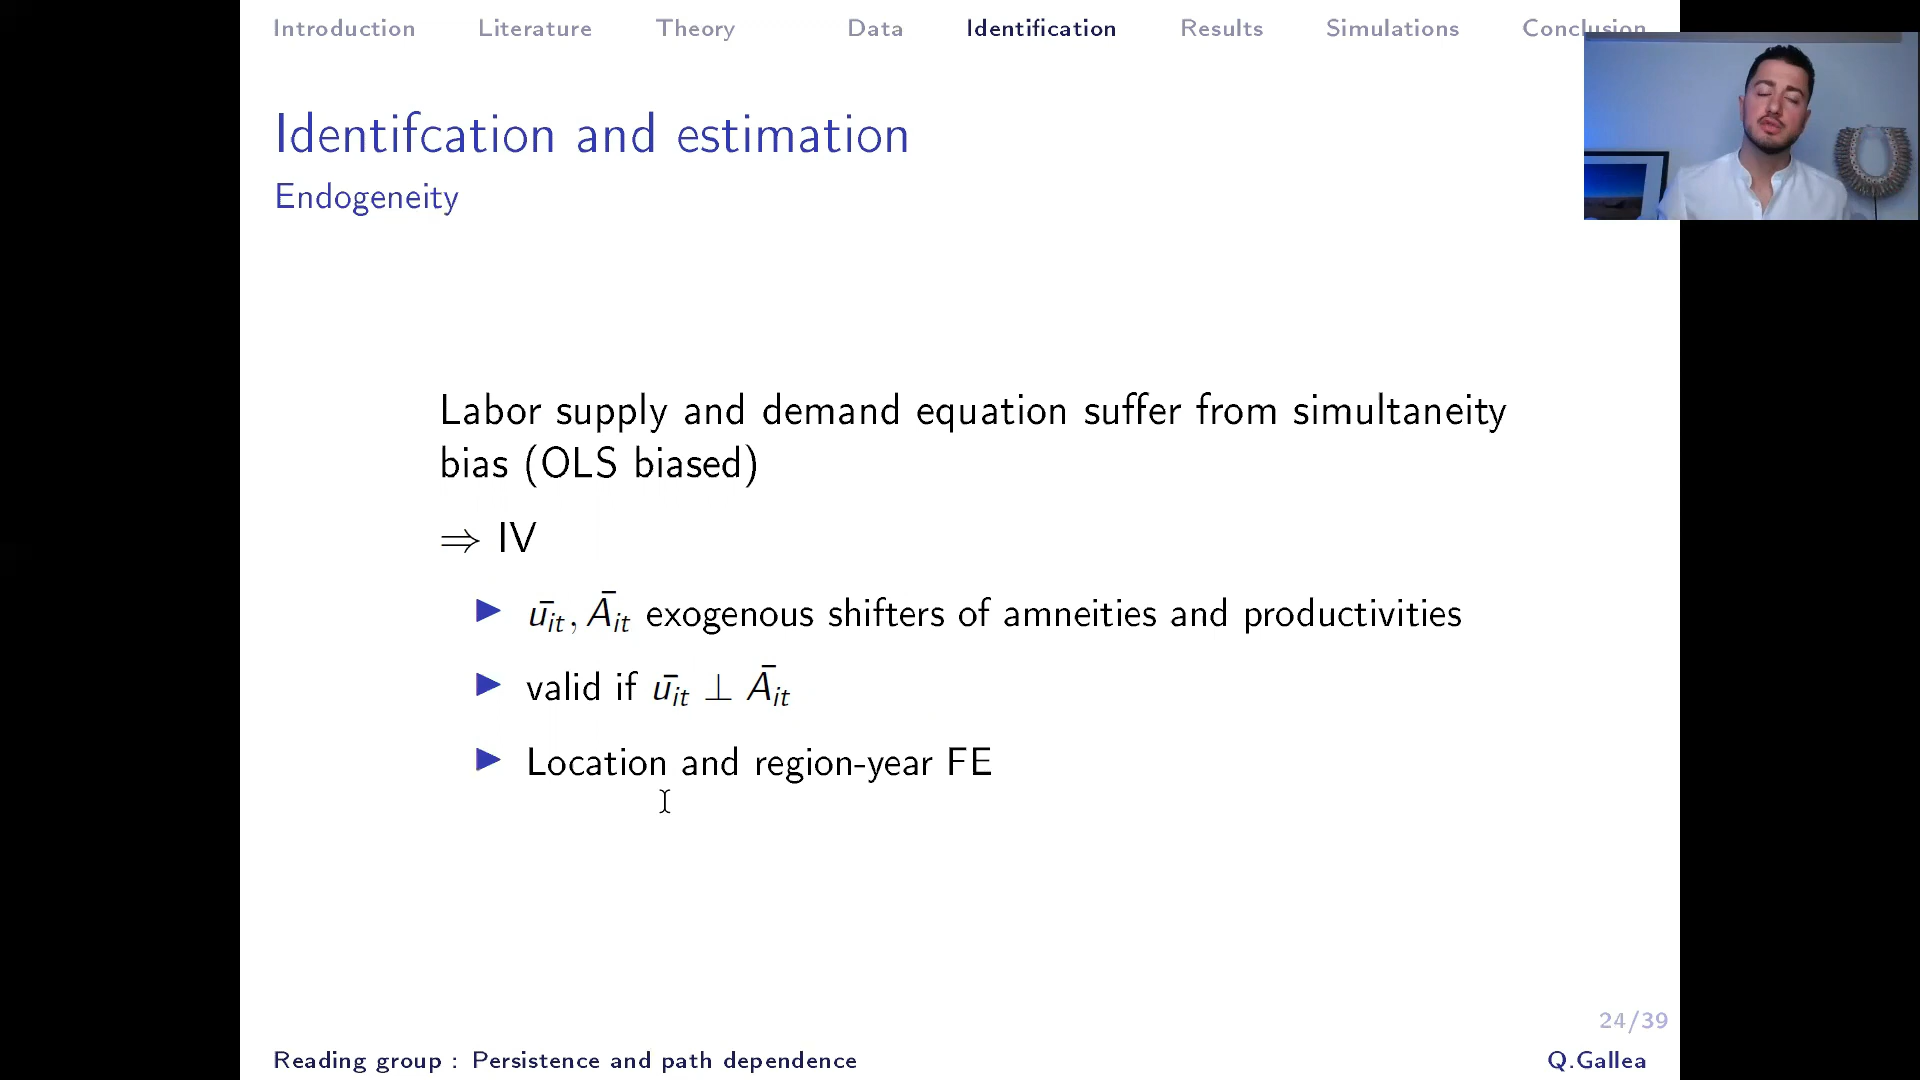 Introduction Literature Theory Data Identification Results Simulations Conclusion
Identifcation and estimation
Endogeneity
Labor supply and demand equation suffer from simultaneity
bias (OLS biased)
⇒ IV
▶ ūit, Āit exogenous shifters of amneities and productivities
▶ valid if ūit ⊥ Āit
▶ Location and region-year FE
24/39
Reading group : Persistence and path dependence Q.Gallea